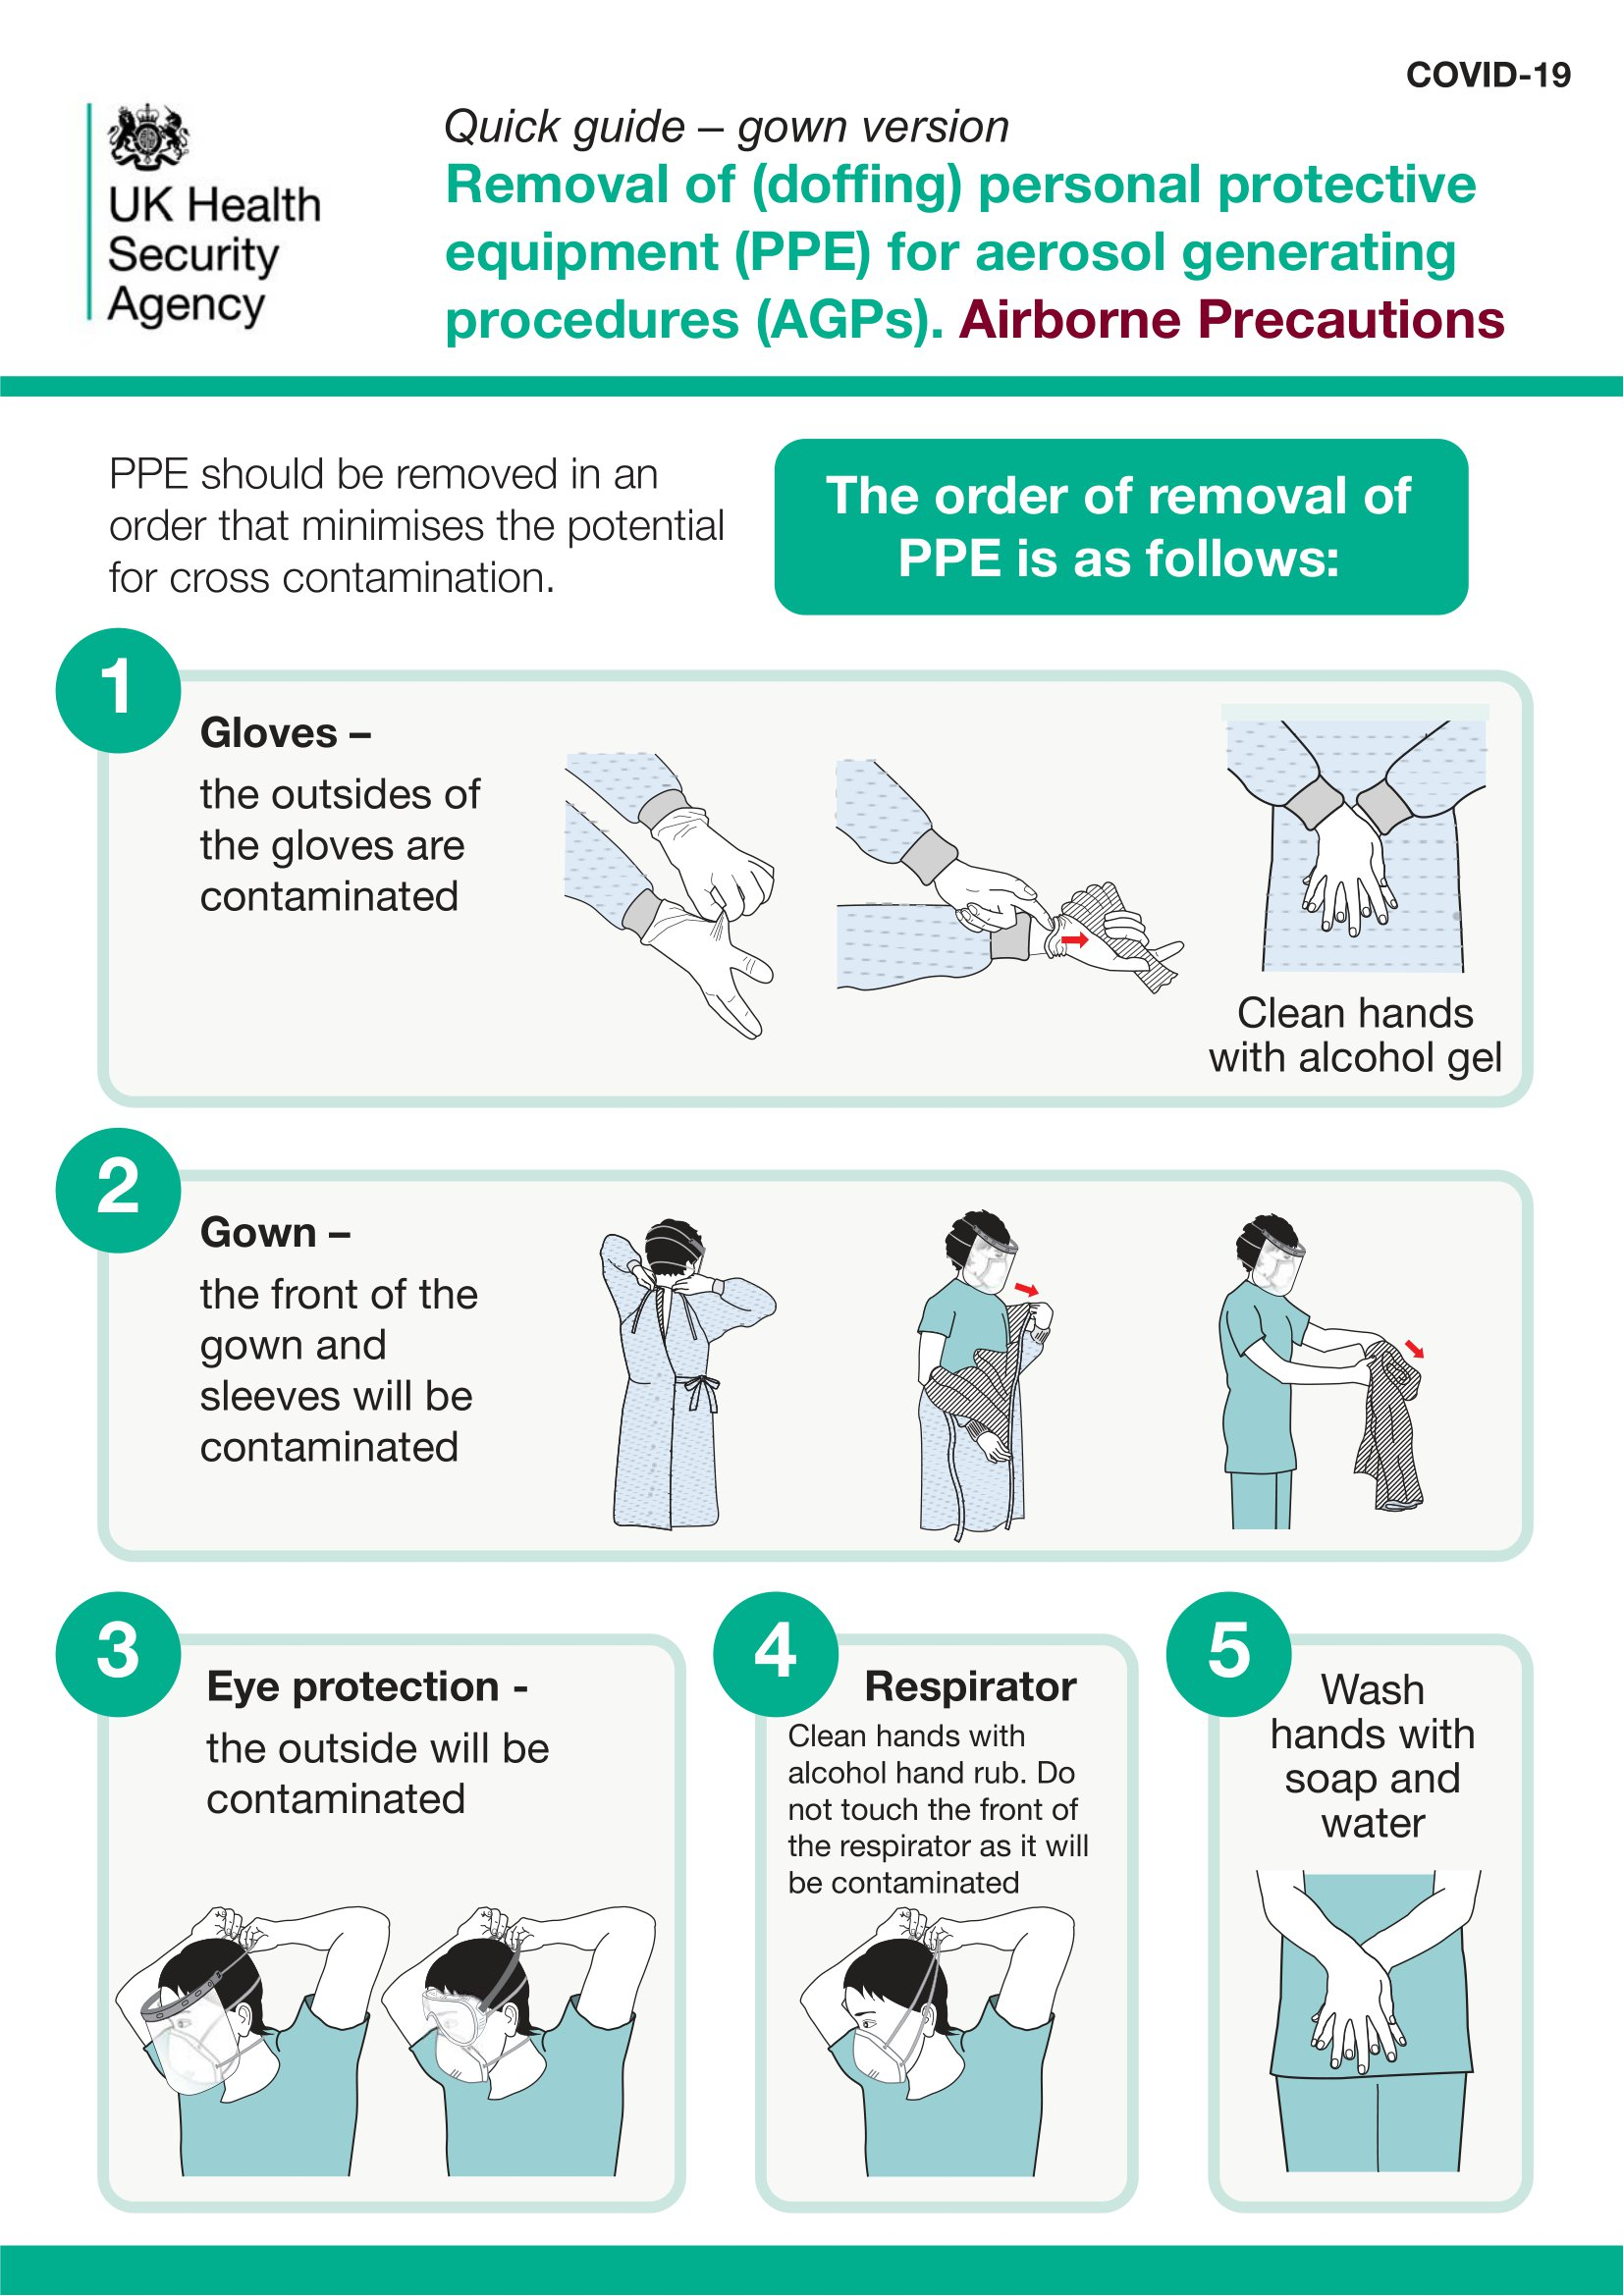 COVID-19
UK Health
Security
Agency
Quick guide – gown version
Removal of (doffing) personal protective
equipment (PPE) for aerosol generating
procedures (AGPs). Airborne Precautions
PPE should be removed in an
order that minimises the potential
for cross contamination.
The order of removal of
PPE is as follows:
1
Gloves –
the outsides of
the gloves are
contaminated
Clean hands
with alcohol gel
2
Gown –
the front of the
gown and
sleeves will be
contaminated
3
Eye protection -
the outside will be
contaminated
4
Respirator
Clean hands with
alcohol hand rub. Do
not touch the front of
the respirator as it will
be contaminated
5
Wash
hands with
soap and
water